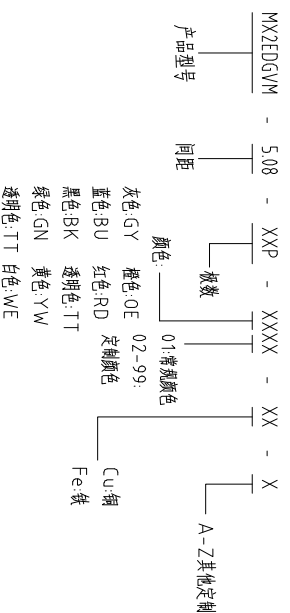 MX2EDGVM - 5.08 - XXP - XXXX - XX - X
产品型号
间距
极数
颜色:
灰色:GY 橙色:OE
蓝色:BU 红色:RD
黑色:BK 透明色:TT
绿色:GN 黄色:YW
透明色:TT 白色:WE
01:常规颜色
02-99:
定制颜色
Cu:铜
Fe:铁
A-Z其他定制